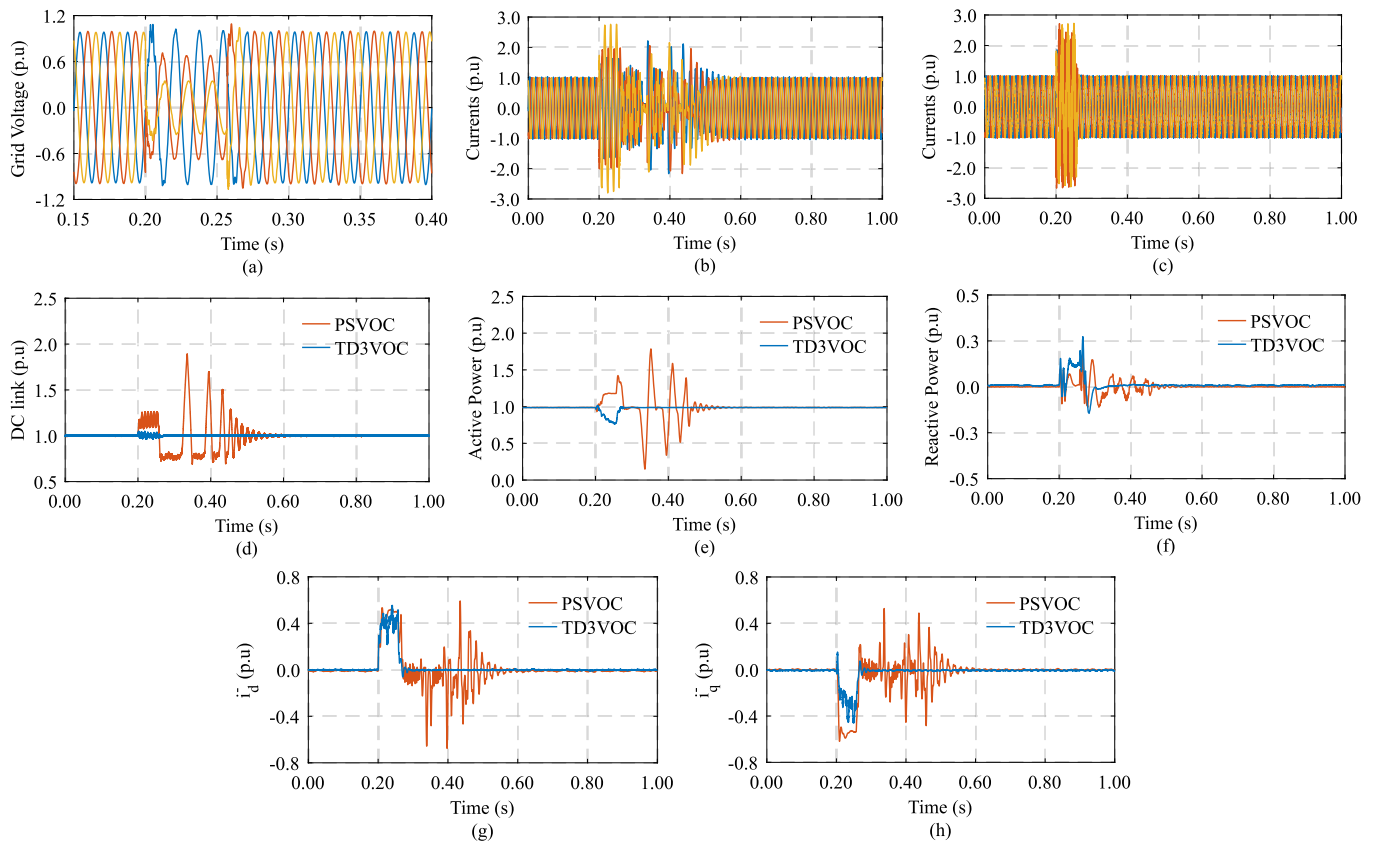 1.2
0.6
0.0
-0.6
-1.2
Grid Voltage (p.u)
0.15 0.20 0.25 0.30 0.35 0.40
Time (s)
(a)
3.0
2.0
1.0
0.0
-1.0
-2.0
-3.0
Currents (p.u)
0.00 0.20 0.40 0.60 0.80 1.00
Time (s)
(b)
3.0
2.0
1.0
0.0
-1.0
-2.0
-3.0
Currents (p.u)
0.00 0.20 0.40 0.60 0.80 1.00
Time (s)
(c)
2.5
2.0
1.5
1.0
0.5
DC link (p.u)
PSVOC
TD3VOC
0.00 0.20 0.40 0.60 0.80 1.00
Time (s)
(d)
2.5
2.0
1.5
1.0
0.5
0.0
Active Power (p.u)
PSVOC
TD3VOC
0.00 0.20 0.40 0.60 0.80 1.00
Time (s)
(e)
0.5
0.3
0.0
-0.3
-0.5
Reactive Power (p.u)
PSVOC
TD3VOC
0.00 0.20 0.40 0.60 0.80 1.00
Time (s)
(f)
0.8
0.4
0.0
-0.4
-0.8
i-d (p.u)
PSVOC
TD3VOC
0.00 0.20 0.40 0.60 0.80 1.00
Time (s)
(g)
0.8
0.4
0.0
-0.4
-0.8
i-q (p.u)
PSVOC
TD3VOC
0.00 0.20 0.40 0.60 0.80 1.00
Time (s)
(h)